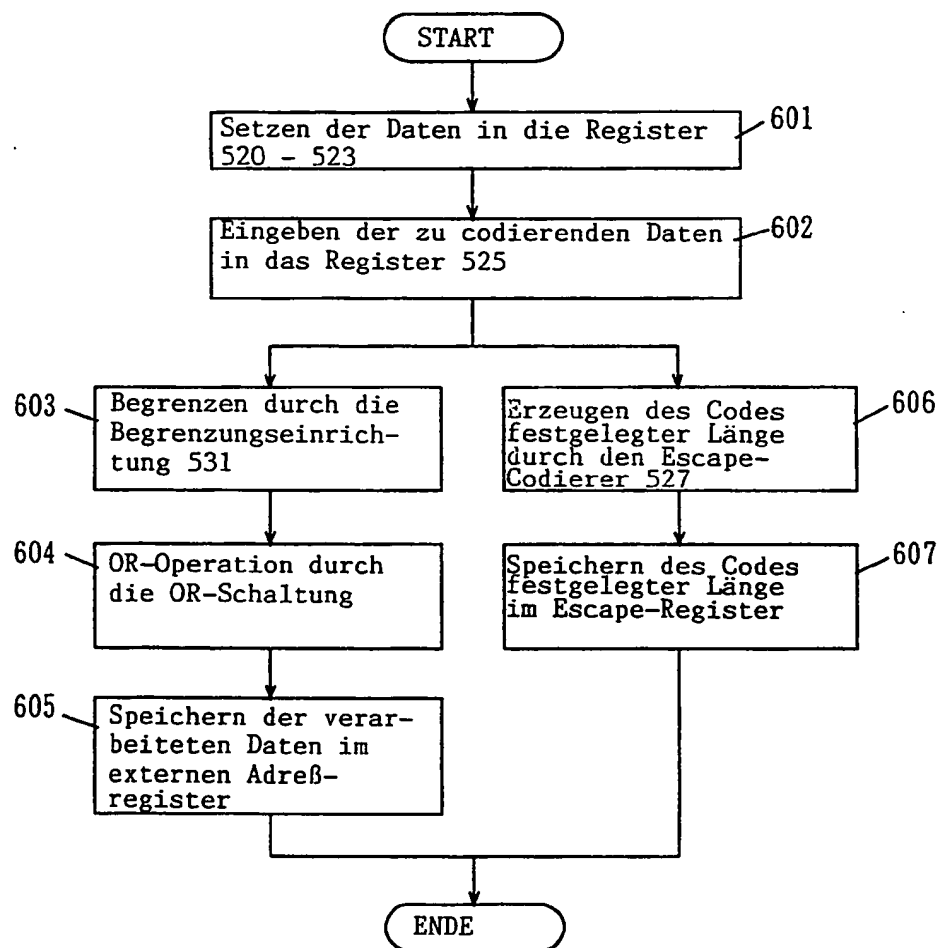 START
601
Setzen der Daten in die Register
520 - 523
602
Eingeben der zu codierenden Daten
in das Register 525
603
Begrenzen durch die
Begrenzungseinrich-
tung 531
606
Erzeugen des Codes
festgelegter Länge
durch den Escape-
Codierer 527
604
OR-Operation durch
die OR-Schaltung
607
Speichern des Codes
festgelegter Länge
im Escape-Register
605
Speichern der verar-
beiteten Daten im
externen Adreß-
register
ENDE